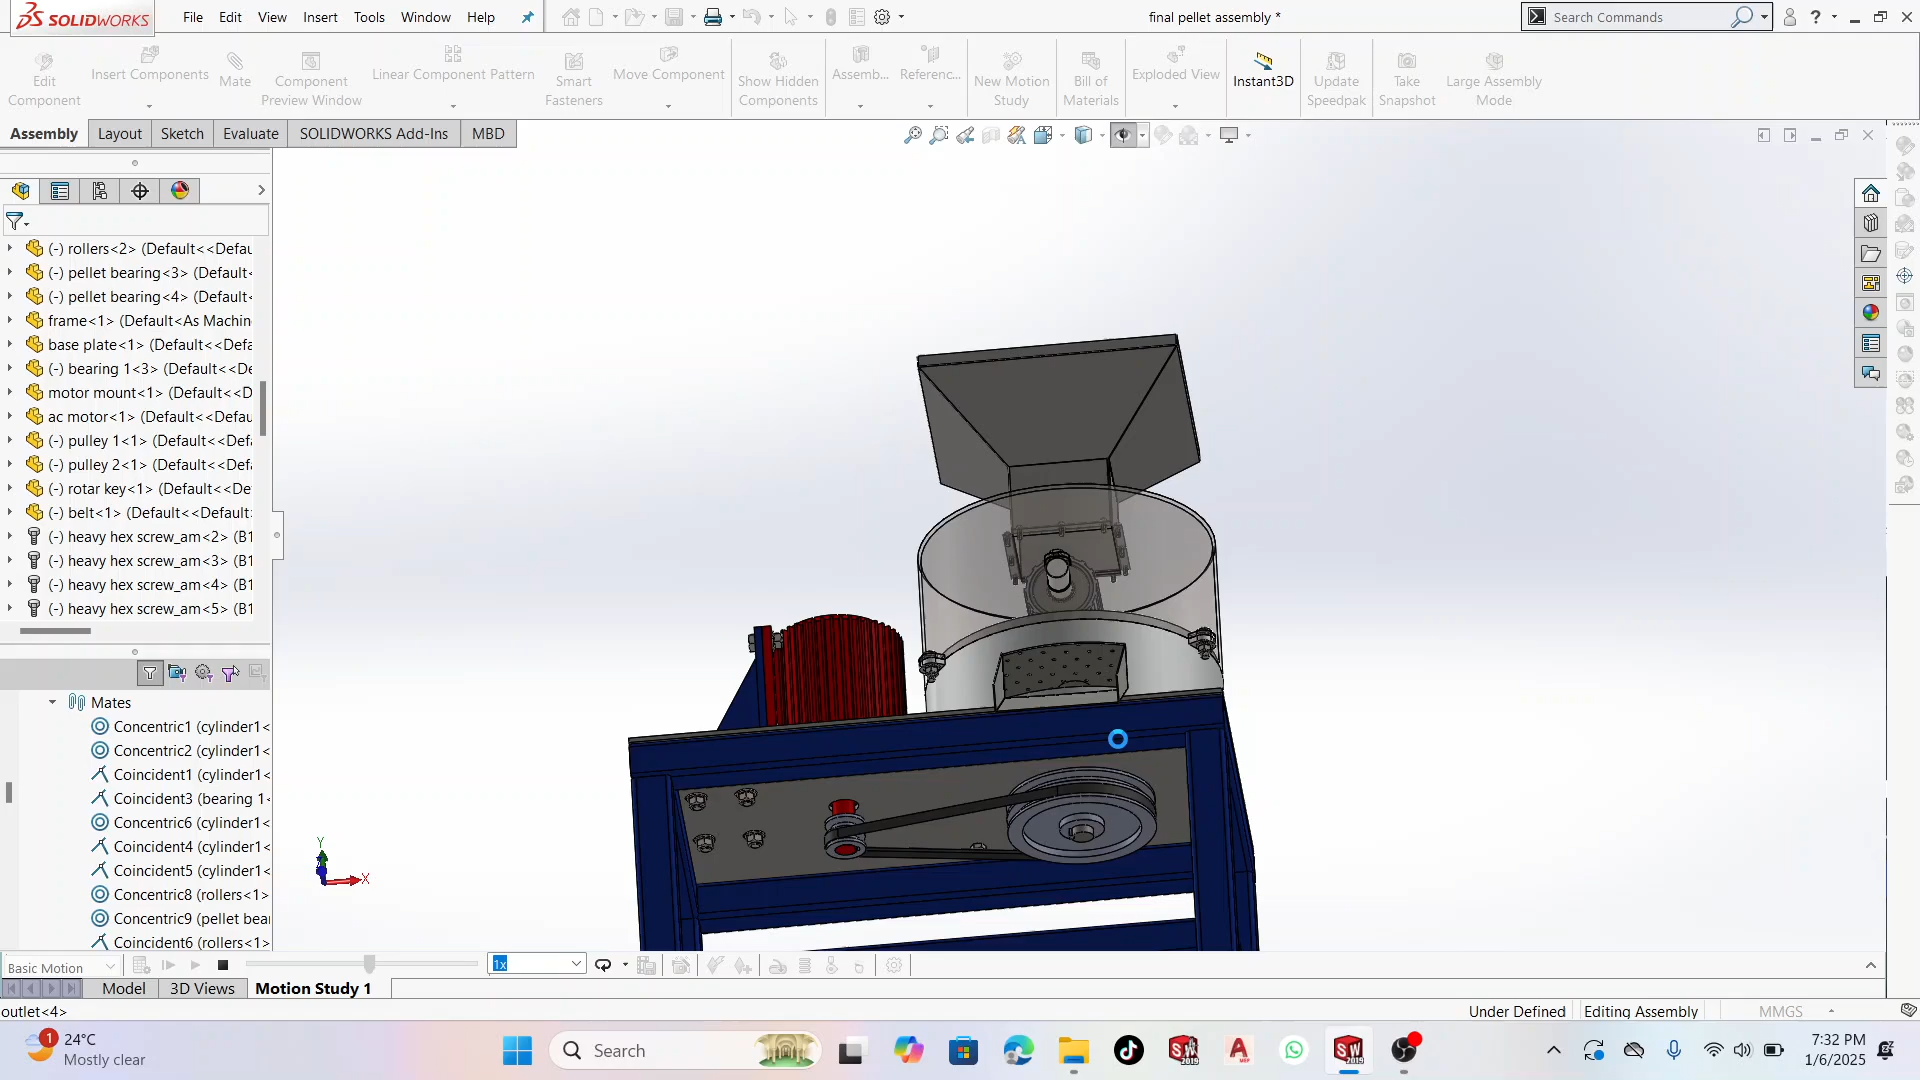 SOLIDWORKS File Edit View Insert Tools Window Help final pellet assembly * Search Commands ?
Edit Component
Insert Components
Mate
Component Preview Window
Linear Component Pattern
Smart Fasteners
Move Component
Show Hidden Components
Assemb...
Referenc...
New Motion Study
Bill of Materials
Exploded View
Instant3D
Update Speedpak
Take Snapshot
Large Assembly Mode
Assembly Layout Sketch Evaluate SOLIDWORKS Add-Ins MBD
(-) rollers<2> (Default<<Defau
(-) pellet bearing<3> (Default<
(-) pellet bearing<4> (Default<
frame<1> (Default<As Machin
base plate<1> (Default<<Defa
(-) bearing 1<3> (Default<<De
motor mount<1> (Default<<D
ac motor<1> (Default<<Defau
(-) pulley 1<1> (Default<<Def
(-) pulley 2<1> (Default<<Def
(-) rotar key<1> (Default<<De
(-) belt<1> (Default<<Default
(-) heavy hex screw_am<2> (B1
(-) heavy hex screw_am<3> (B1
(-) heavy hex screw_am<4> (B1
(-) heavy hex screw_am<5> (B1
Mates
Concentric1 (cylinder1<
Concentric2 (cylinder1<
Coincident1 (cylinder1<
Coincident3 (bearing 1<
Concentric6 (cylinder1<
Coincident4 (cylinder1<
Coincident5 (cylinder1<
Concentric8 (rollers<1>
Concentric9 (pellet bear
Coincident6 (rollers<1>
Y
X
Basic Motion 1x
Model 3D Views Motion Study 1
outlet<4> Under Defined Editing Assembly MMGS
1 24°C
Mostly clear
Search
SW 2019
A
MEP
SW 2019
7:32 PM
1/6/2025